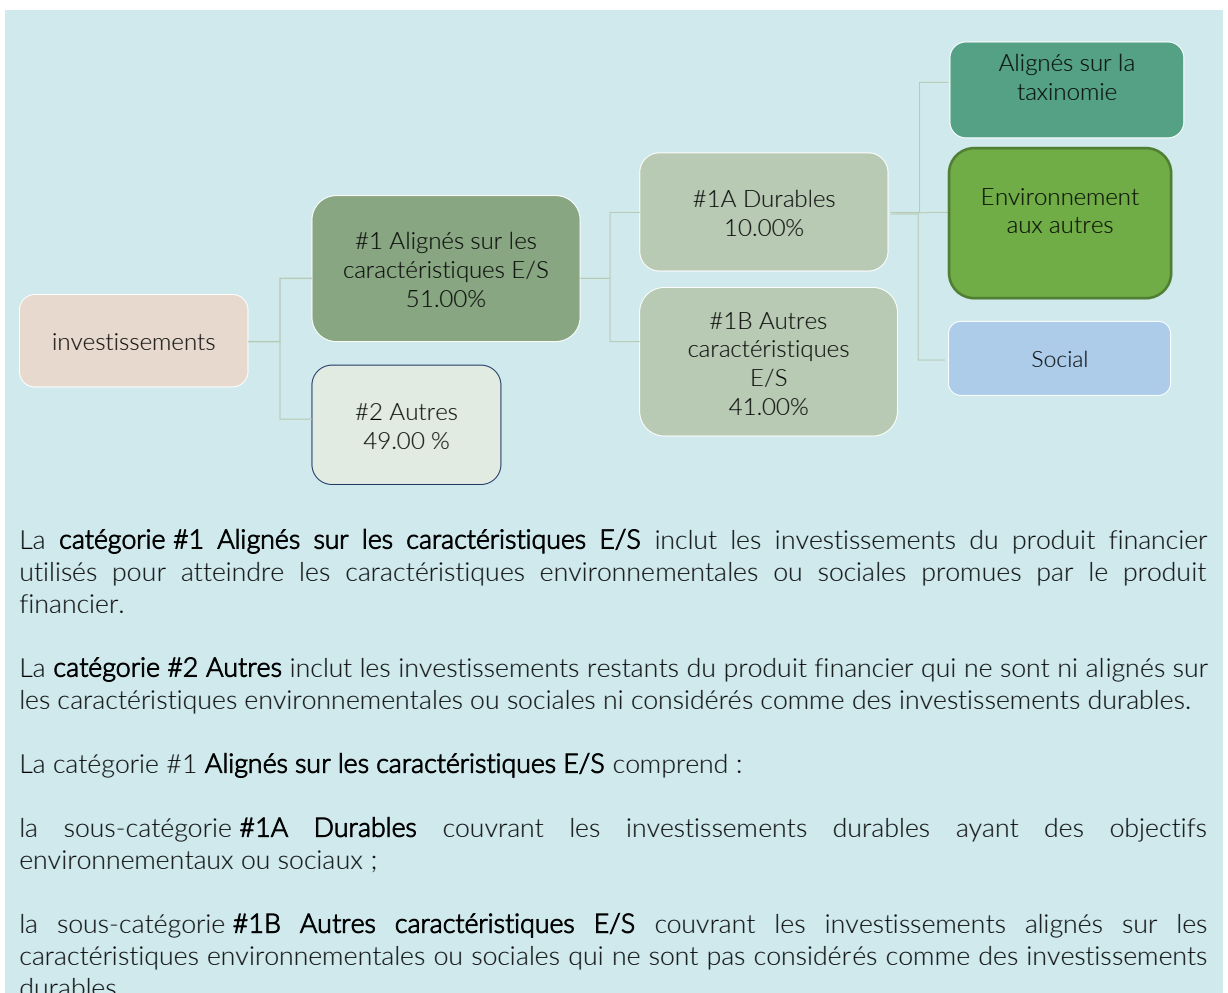 Alignés sur la
taxinomie
#1A Durables
10.00%
Environnement
aux autres
#1 Alignés sur les
caractéristiques E/S
51.00%
investissements
#1B Autres
caractéristiques
E/S
41.00%
Social
#2 Autres
49.00 %
La catégorie #1 Alignés sur les caractéristiques E/S inclut les investissements du produit financier
utilisés pour atteindre les caractéristiques environnementales ou sociales promues par le produit
financier.
La catégorie #2 Autres inclut les investissements restants du produit financier qui ne sont ni alignés sur
les caractéristiques environnementales ou sociales ni considérés comme des investissements durables.
La catégorie #1 Alignés sur les caractéristiques E/S comprend :
la sous-catégorie #1A Durables couvrant les investissements durables ayant des objectifs
environnementaux ou sociaux ;
la sous-catégorie #1B Autres caractéristiques E/S couvrant les investissements alignés sur les
caractéristiques environnementales ou sociales qui ne sont pas considérés comme des investissements
durables